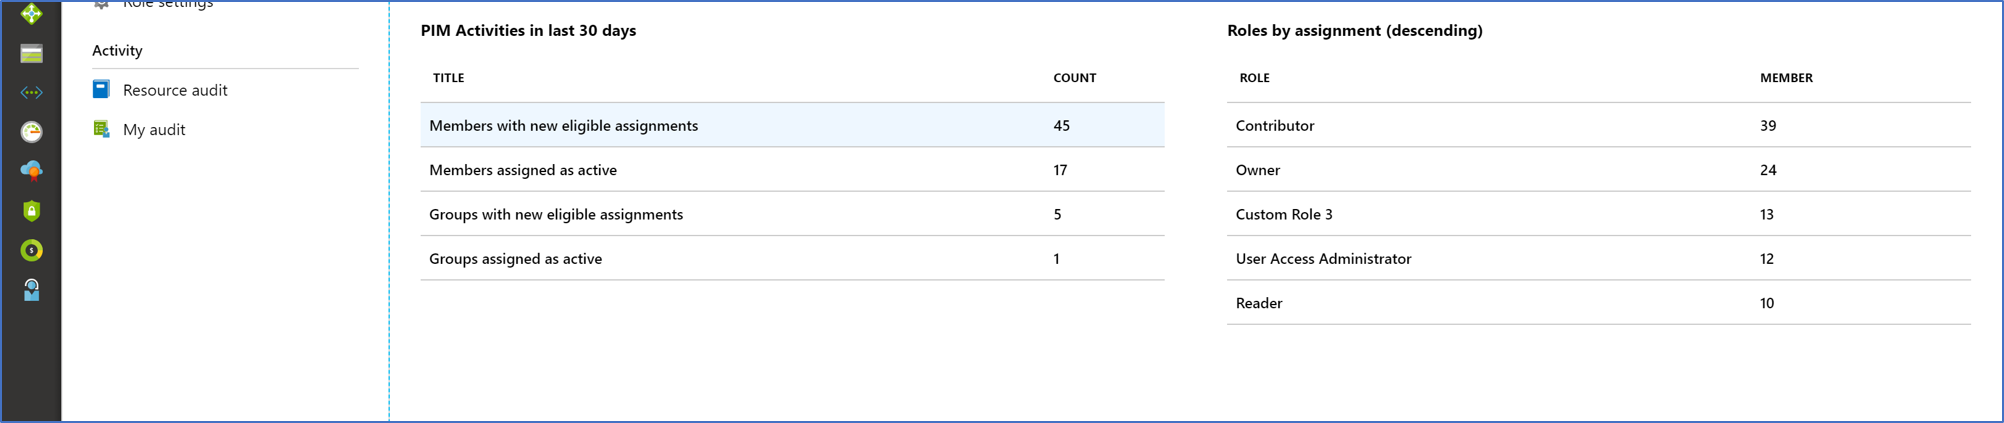 Role settings
Activity
Resource audit
My audit
PIM Activities in last 30 days
TITLE COUNT
Members with new eligible assignments 45
Members assigned as active 17
Groups with new eligible assignments 5
Groups assigned as active 1
Roles by assignment (descending)
ROLE MEMBER
Contributor 39
Owner 24
Custom Role 3 13
User Access Administrator 12
Reader 10